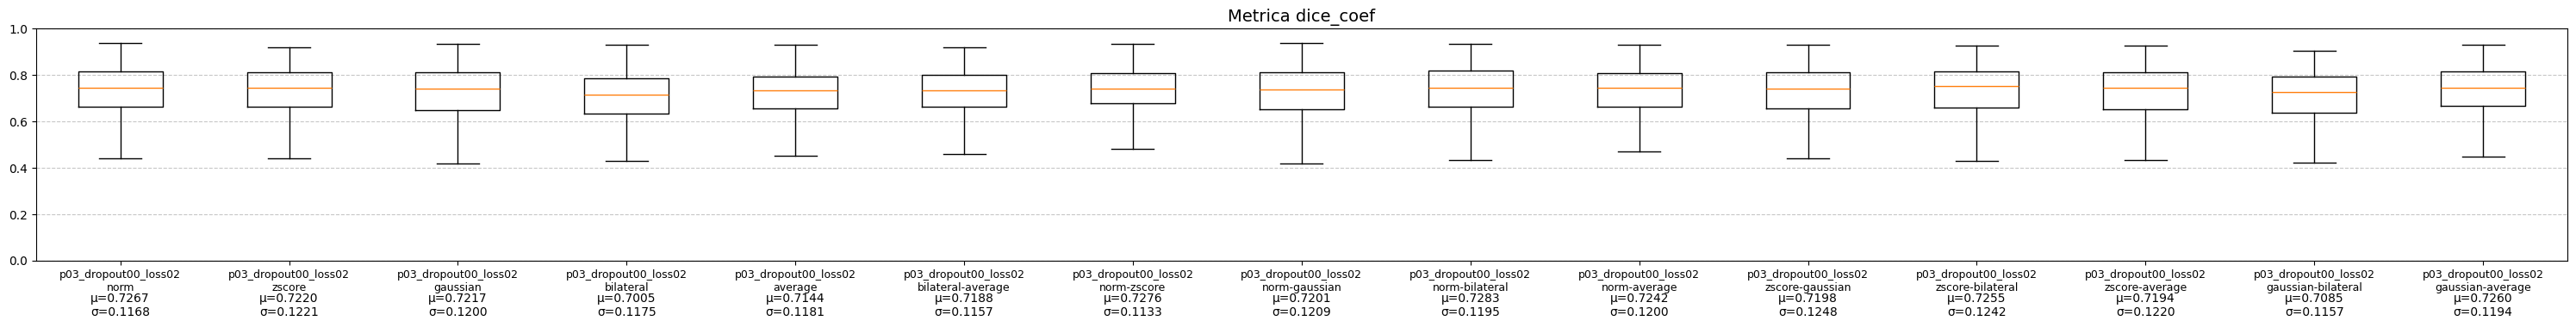 Metrica dice_coef
1.0
0.8
0.6
0.4
0.2
0.0
p03_dropout00_loss02
norm
μ=0.7267
σ=0.1168
p03_dropout00_loss02
zscore
μ=0.7220
σ=0.1221
p03_dropout00_loss02
gaussian
μ=0.7217
σ=0.1200
p03_dropout00_loss02
bilateral
μ=0.7005
σ=0.1175
p03_dropout00_loss02
average
μ=0.7144
σ=0.1181
p03_dropout00_loss02
bilateral-average
μ=0.7188
σ=0.1157
p03_dropout00_loss02
norm-zscore
μ=0.7276
σ=0.1133
p03_dropout00_loss02
norm-gaussian
μ=0.7201
σ=0.1209
p03_dropout00_loss02
norm-bilateral
μ=0.7283
σ=0.1195
p03_dropout00_loss02
norm-average
μ=0.7242
σ=0.1200
p03_dropout00_loss02
zscore-gaussian
μ=0.7198
σ=0.1248
p03_dropout00_loss02
zscore-bilateral
μ=0.7255
σ=0.1242
p03_dropout00_loss02
zscore-average
μ=0.7194
σ=0.1220
p03_dropout00_loss02
gaussian-bilateral
μ=0.7085
σ=0.1157
p03_dropout00_loss02
gaussian-average
μ=0.7260
σ=0.1194